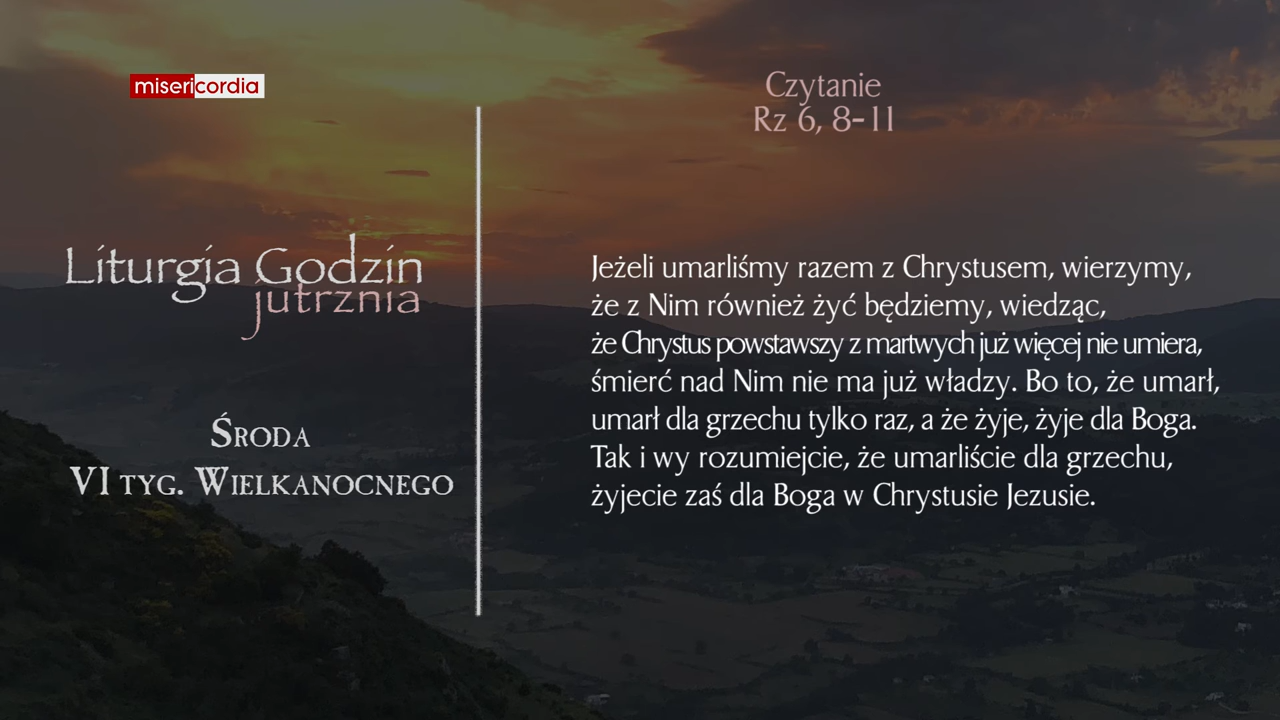 misericordia
Liturgia Godzin
jutrznia
Środa
VI tyg. Wielkanocnego
Czytanie
Rz 6, 8-11
Jeżeli umarliśmy razem z Chrystusem, wierzymy,
że z Nim również żyć będziemy, wiedząc,
że Chrystus powstawszy z martwych już więcej nie umiera,
śmierć nad Nim nie ma już władzy. Bo to, że umarł,
umarł dla grzechu tylko raz, a że żyje, żyje dla Boga.
Tak i wy rozumiejcie, że umarliście dla grzechu,
żyjecie zaś dla Boga w Chrystusie Jezusie.